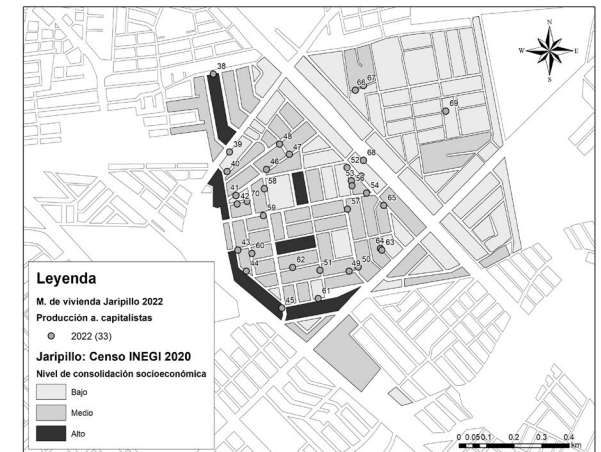 N
W E
S
38
67
66
69
39
48
47
68
40
46
52
53
56
58
54
41
42 70
57
65
59
43
60
64
63
44
62
51
49 50
61
45
Leyenda
M. de vivienda Jaripillo 2022
Producción a. capitalistas
2022 (33)
Jaripillo: Censo INEGI 2020
Nivel de consolidación socioeconómica
Bajo
Medio
Alto
0 0.05 0.1 0.2 0.3 0.4
km